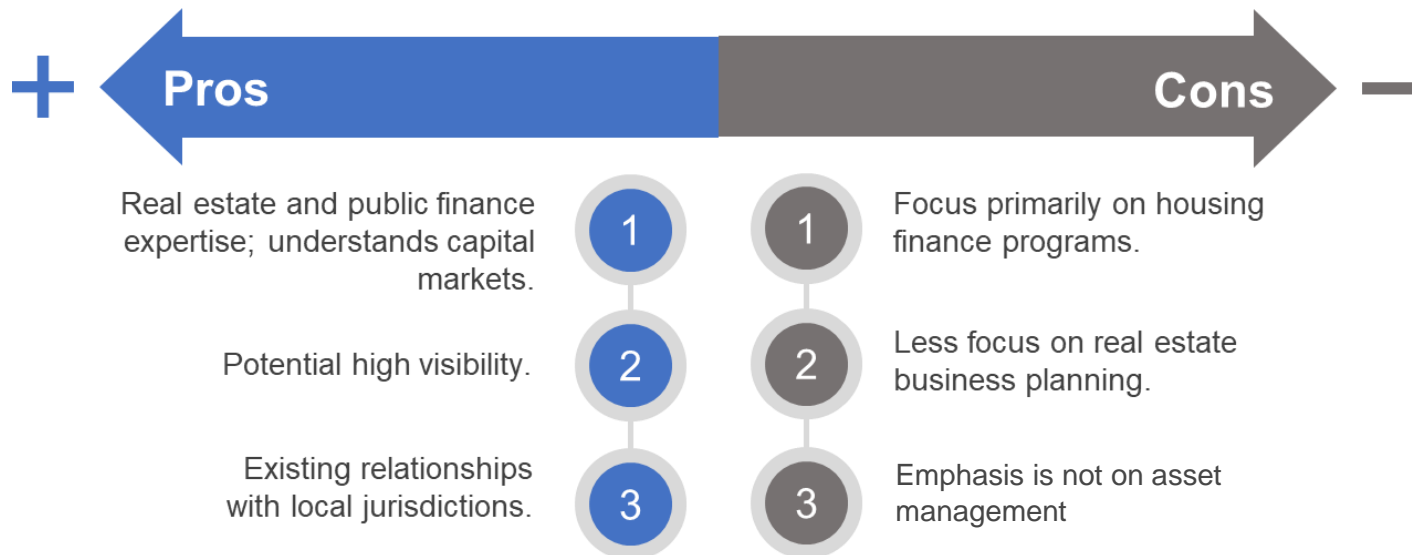 +
Pros
Cons
−
Real estate and public finance
expertise; understands capital
markets.
1
Potential high visibility.
2
Existing relationships
with local jurisdictions.
3
1
Focus primarily on housing
finance programs.
2
Less focus on real estate
business planning.
3
Emphasis is not on asset
management